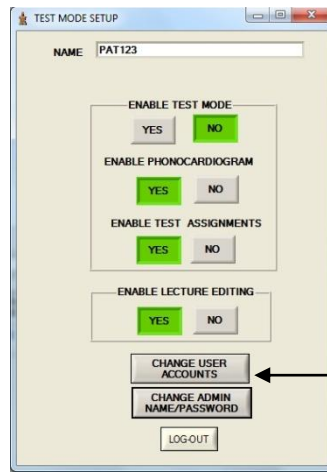 TEST MODE SETUP
NAME PAT123
ENABLE TEST MODE
YES NO
ENABLE PHONOCARDIOGRAM
YES NO
ENABLE TEST ASSIGNMENTS
YES NO
ENABLE LECTURE EDITING
YES NO
CHANGE USER
ACCOUNTS
CHANGE ADMIN
NAME/PASSWORD
LOG-OUT